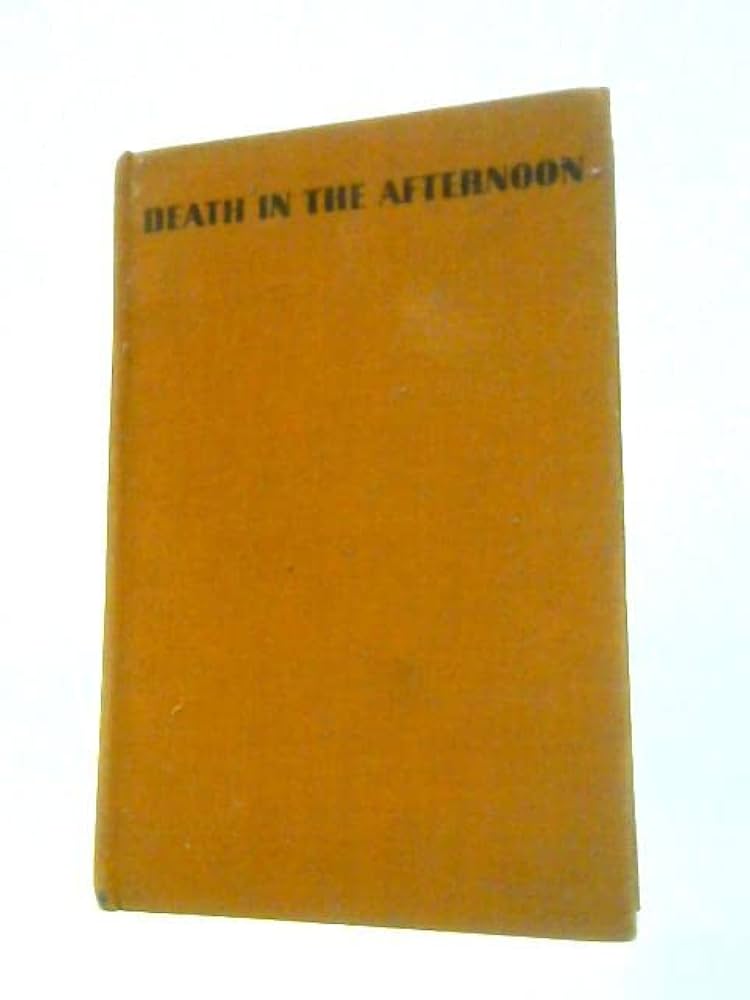 DEATH IN THE AFTERNOON